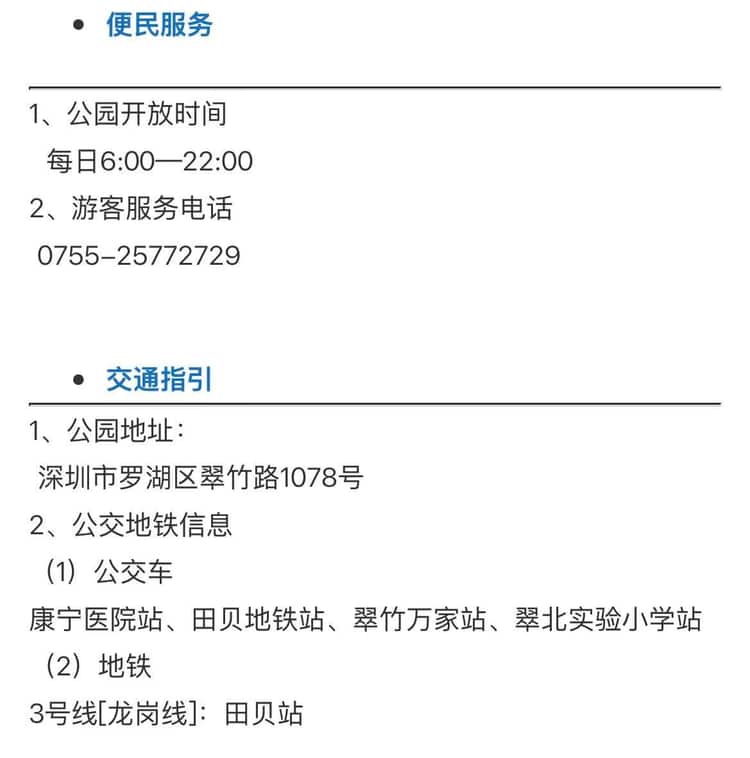 • 便民服务
1、公园开放时间
每日6:00—22:00
2、游客服务电话
0755-25772729
• 交通指引
1、公园地址：
深圳市罗湖区翠竹路1078号
2、公交地铁信息
（1）公交车
康宁医院站、田贝地铁站、翠竹万家站、翠北实验小学站
（2）地铁
3号线[龙岗线]：田贝站